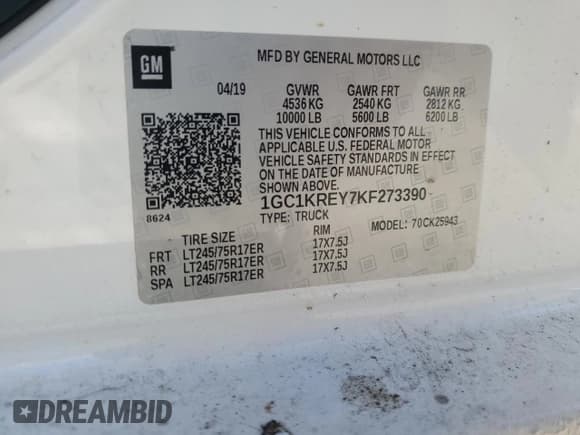 GM
MFD BY GENERAL MOTORS LLC
04/19 GVWR GAWR FRT GAWR RR
4536 KG 2540 KG 2812 KG
10000 LB 5600 LB 6200 LB
THIS VEHICLE CONFORMS TO ALL
APPLICABLE U.S. FEDERAL MOTOR
VEHICLE SAFETY STANDARDS IN EFFECT
ON THE DATE OF MANUFACTURE
SHOWN ABOVE.
1GC1KREY7KF273390
8624 TYPE: TRUCK MODEL: 70CK25943
TIRE SIZE RIM
FRT LT245/75R17ER 17X7.5J
RR LT245/75R17ER 17X7.5J
SPA LT245/75R17ER 17X7.5J
DREAMBID